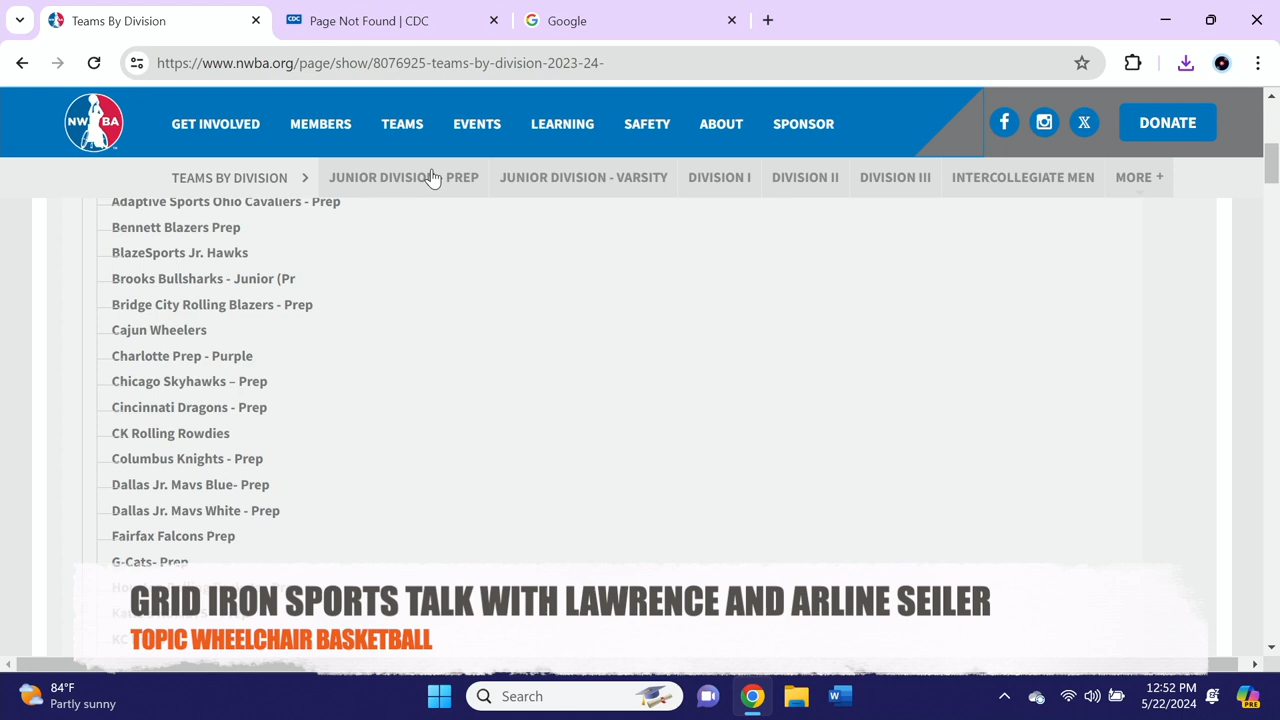 Teams By Division
Page Not Found | CDC
Google
https://www.nwba.org/page/show/8076925-teams-by-division-2023-24-
NW BA
GET INVOLVED MEMBERS TEAMS EVENTS LEARNING SAFETY ABOUT SPONSOR DONATE
TEAMS BY DIVISION > JUNIOR DIVISION - PREP JUNIOR DIVISION - VARSITY DIVISION I DIVISION II DIVISION III INTERCOLLEGIATE MEN MORE +
Adaptive Sports Ohio Cavaliers - Prep
Bennett Blazers Prep
BlazeSports Jr. Hawks
Brooks Bullsharks - Junior (Pr
Bridge City Rolling Blazers - Prep
Cajun Wheelers
Charlotte Prep - Purple
Chicago Skyhawks – Prep
Cincinnati Dragons - Prep
CK Rolling Rowdies
Columbus Knights - Prep
Dallas Jr. Mavs Blue- Prep
Dallas Jr. Mavs White - Prep
Fairfax Falcons Prep
G-Cats- Prep
GRID IRON SPORTS TALK WITH LAWRENCE AND ARLINE SEILER
TOPIC WHEELCHAIR BASKETBALL
KC
84°F
Partly sunny
Search
12:52 PM
5/22/2024